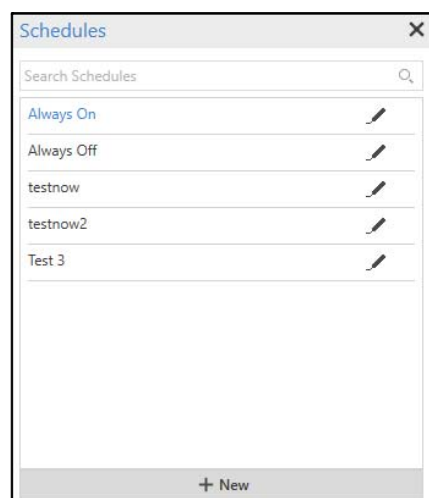 Schedules
Search Schedules
Always On
Always Off
testnow
testnow2
Test 3
+ New